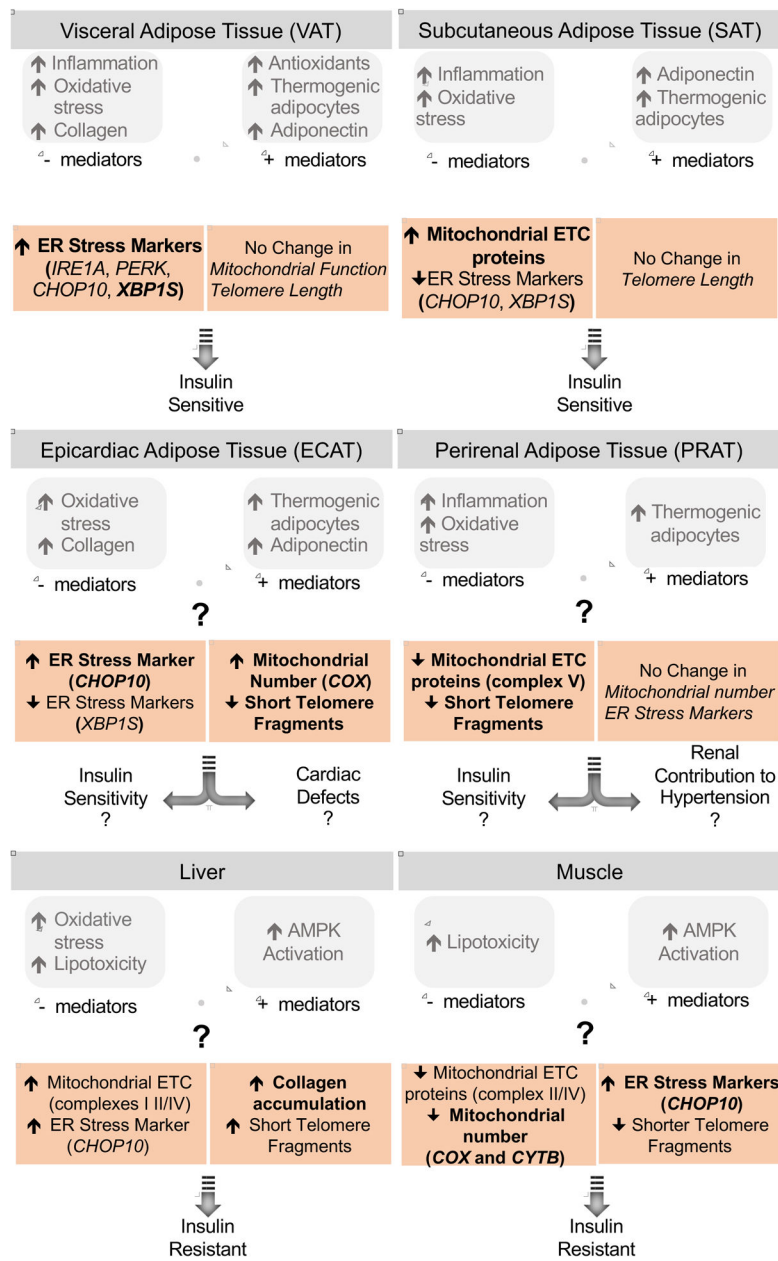 Visceral Adipose Tissue (VAT)
↑ Inflammation
↑ Oxidative
stress
↑ Collagen
↑ Antioxidants
↑ Thermogenic
adipocytes
↑ Adiponectin
- mediators
+ mediators
↑ ER Stress Markers
(IRE1A, PERK,
CHOP10, XBP1S)
No Change in
Mitochondrial Function
Telomere Length
Insulin
Sensitive
Subcutaneous Adipose Tissue (SAT)
↑ Inflammation
↑ Oxidative
stress
↑ Adiponectin
↑ Thermogenic
adipocytes
- mediators
+ mediators
↑ Mitochondrial ETC
proteins
↓ER Stress Markers
(CHOP10, XBP1S)
No Change in
Telomere Length
Insulin
Sensitive
Epicardiac Adipose Tissue (ECAT)
↑ Oxidative
stress
↑ Collagen
↑ Thermogenic
adipocytes
↑ Adiponectin
- mediators
+ mediators
?
↑ ER Stress Marker
(CHOP10)
↓ ER Stress Markers
(XBP1S)
↑ Mitochondrial
Number (COX)
↓ Short Telomere
Fragments
Insulin
Sensitivity
?
Cardiac
Defects
?
Perirenal Adipose Tissue (PRAT)
↑ Inflammation
↑ Oxidative
stress
↑ Thermogenic
adipocytes
- mediators
+ mediators
?
↓ Mitochondrial ETC
proteins (complex V)
↓ Short Telomere
Fragments
No Change in
Mitochondrial number
ER Stress Markers
Insulin
Sensitivity
?
Renal
Contribution to
Hypertension
?
Liver
↑ Oxidative
stress
↑ Lipotoxicity
↑ AMPK
Activation
- mediators
+ mediators
?
↑ Mitochondrial ETC
(complexes I II/IV)
↑ ER Stress Marker
(CHOP10)
↑ Collagen
accumulation
↑ Short Telomere
Fragments
Insulin
Resistant
Muscle
↑ Lipotoxicity
↑ AMPK
Activation
- mediators
+ mediators
?
↓ Mitochondrial ETC
proteins (complex II/IV)
↓ Mitochondrial
number
(COX and CYTB)
↑ ER Stress Markers
(CHOP10)
↓ Shorter Telomere
Fragments
Insulin
Resistant